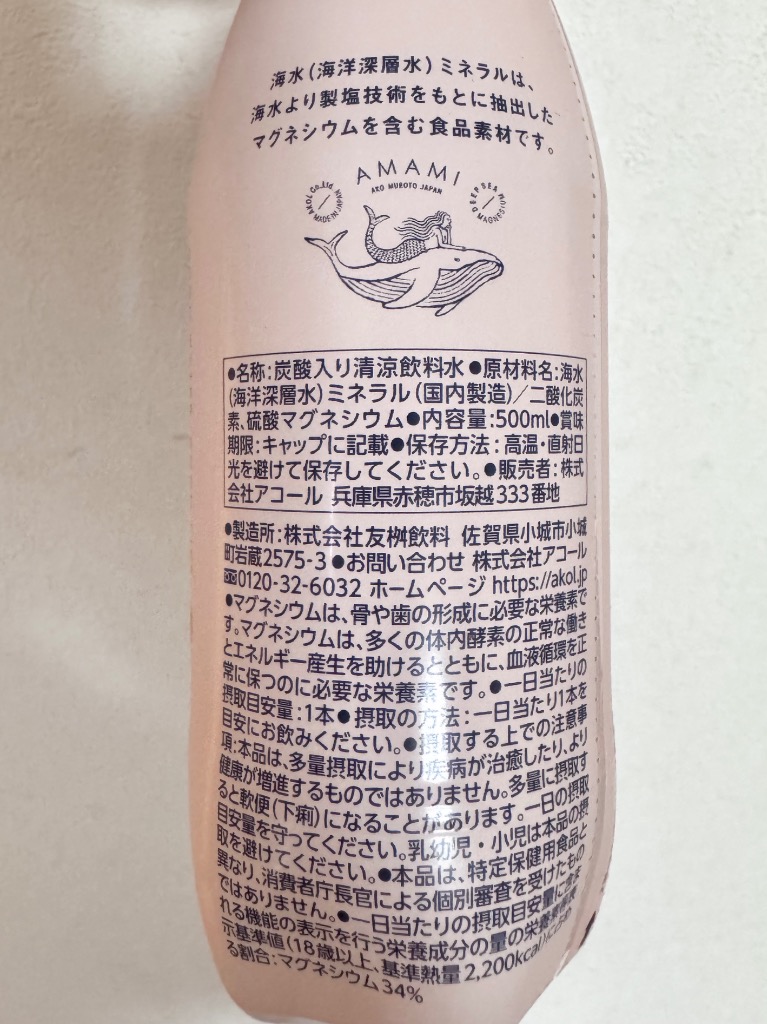 海水（海洋深層水）ミネラルは、
海水より製塩技術をもとに抽出した
マグネシウムを含む食品素材です。
AMAMI
AKO MUROTO JAPAN
AKOL Co.,Ltd MADE IN JAPAN
DEEP SEA MAGNESIUM
●名称：炭酸入り清涼飲料水●原材料名：海水
（海洋深層水）ミネラル（国内製造）／二酸化炭
素、硫酸マグネシウム●内容量：500ml●賞味
期限：キャップに記載●保存方法：高温・直射日
光を避けて保存してください。●販売者：株式
会社アコール 兵庫県赤穂市坂越333番地
●製造所：株式会社友桝飲料 佐賀県小城市小城
町岩蔵2575-3●お問い合わせ 株式会社アコール
0120-32-6032 ホームページ https://akol.jp
●マグネシウムは、骨や歯の形成に必要な栄養素で
す。マグネシウムは、多くの体内酵素の正常な働き
とエネルギー産生を助けるとともに、血液循環を正
常に保つのに必要な栄養素です。●一日当たりの
摂取目安量：1本●摂取の方法：一日当たり1本を
目安にお飲みください。●摂取する上での注意事
項：本品は、多量摂取により疾病が治癒したり、より
健康が増進するものではありません。多量に摂取す
ると軟便（下痢）になることがあります。一日の摂取
目安量を守ってください。乳幼児・小児は本品の摂
取を避けてください。●本品は、特定保健用食品と
異なり、消費者庁長官による個別審査を受けたもの
ではありません。●一日当たりの摂取目安量に含ま
れる機能の表示を行う栄養成分の量の栄養素等表
示基準値（18歳以上、基準熱量2,200kcal）に占め
る割合：マグネシウム34%